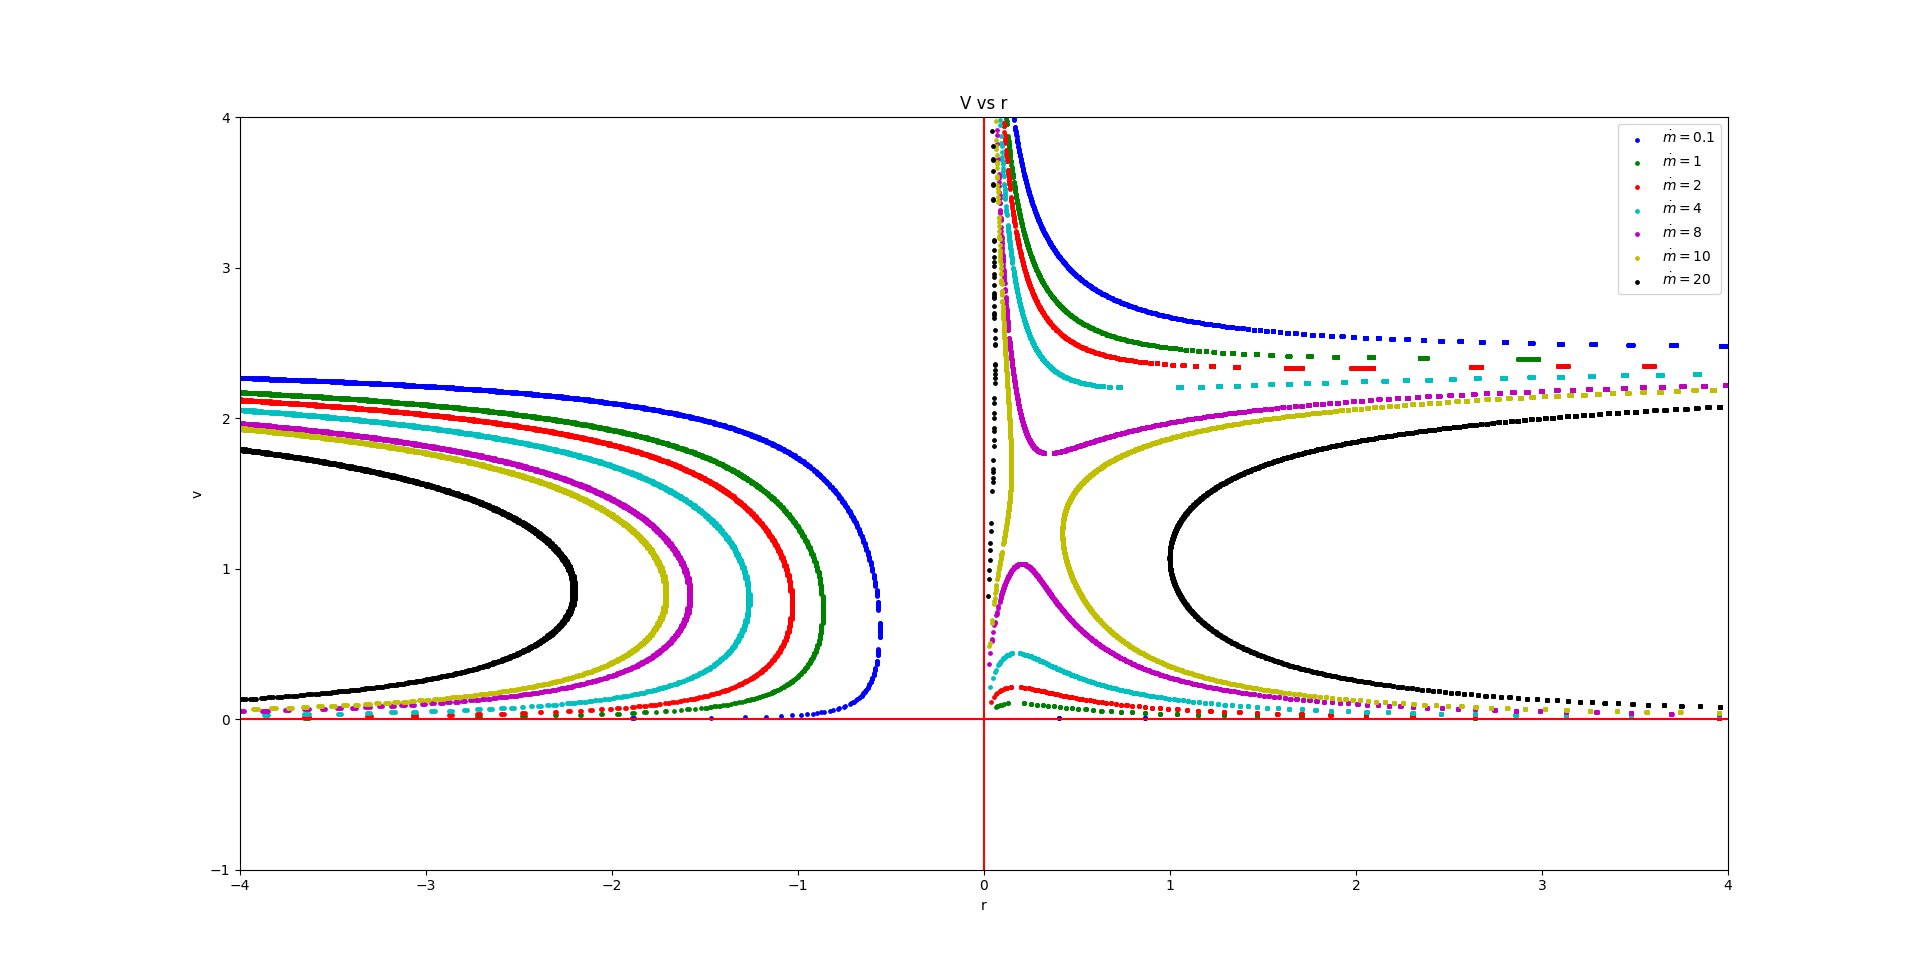 V vs r
4
3
2
1
0
−1
v
−4
−3
−2
−1
0
1
2
3
4
r
ṁ = 0.1
ṁ = 1
ṁ = 2
ṁ = 4
ṁ = 8
ṁ = 10
ṁ = 20